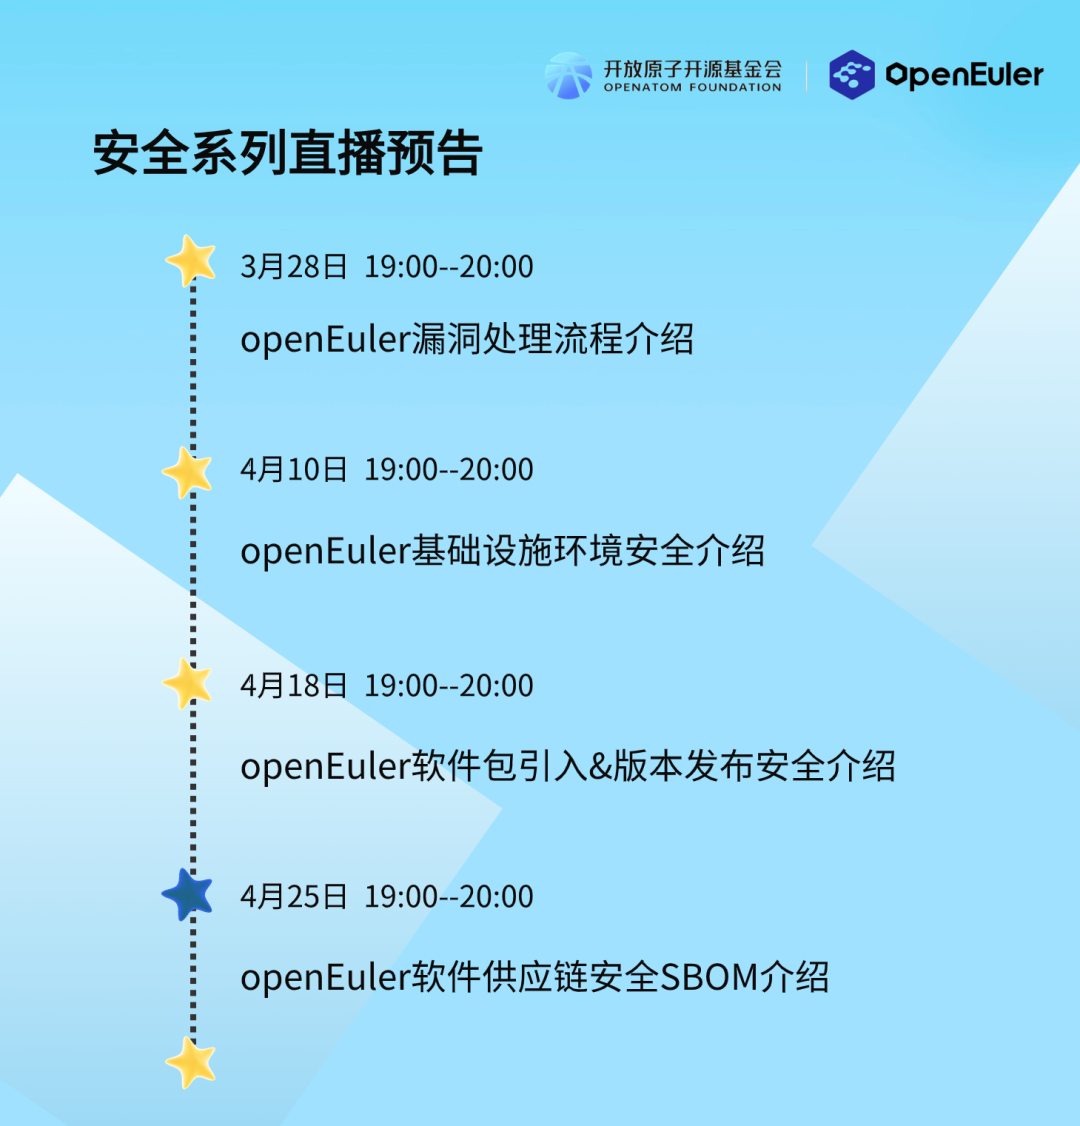 开放原子开源基金会
OPENATOM FOUNDATION
OpenEuler
安全系列直播预告
3月28日 19:00--20:00
openEuler漏洞处理流程介绍
4月10日 19:00--20:00
openEuler基础设施环境安全介绍
4月18日 19:00--20:00
openEuler软件包引入&版本发布安全介绍
4月25日 19:00--20:00
openEuler软件供应链安全SBOM介绍